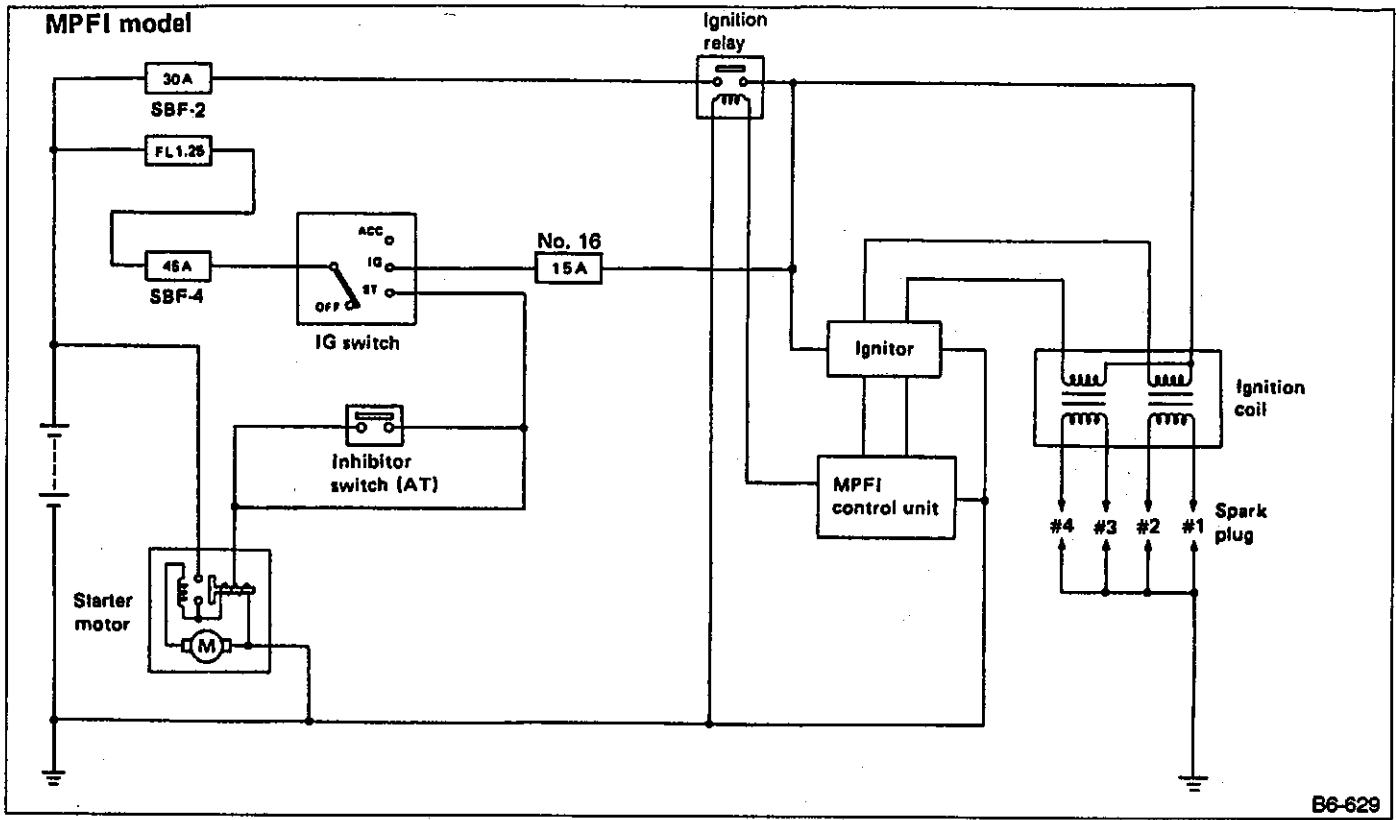 MPFI model
Ignition
relay
30A
SBF-2
FL1.25
45A
SBF-4
ACC
IG
ST
OFF
IG switch
No. 16
15A
Ignitor
Ignition
coil
Inhibitor
switch (AT)
MPFI
control unit
#4 #3 #2 #1
Spark
plug
Starter
motor
M
B6-629